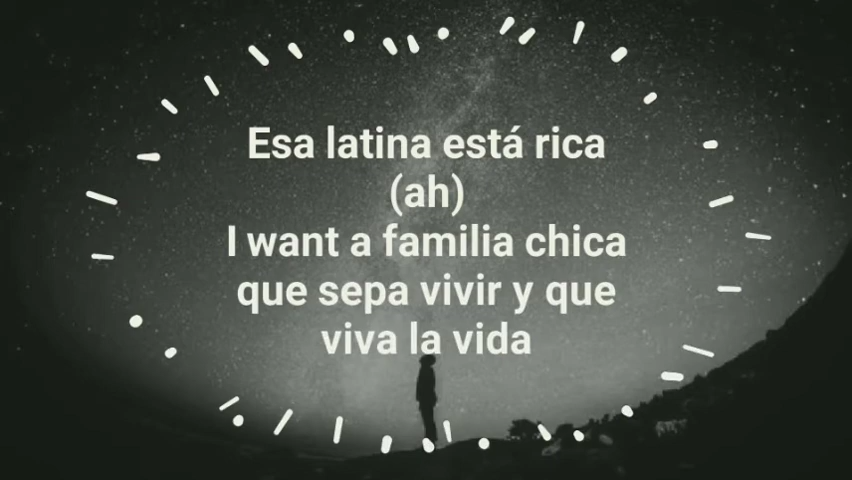 Esa latina está rica
(ah)
I want a familia chica
que sepa vivir y que
viva la vida